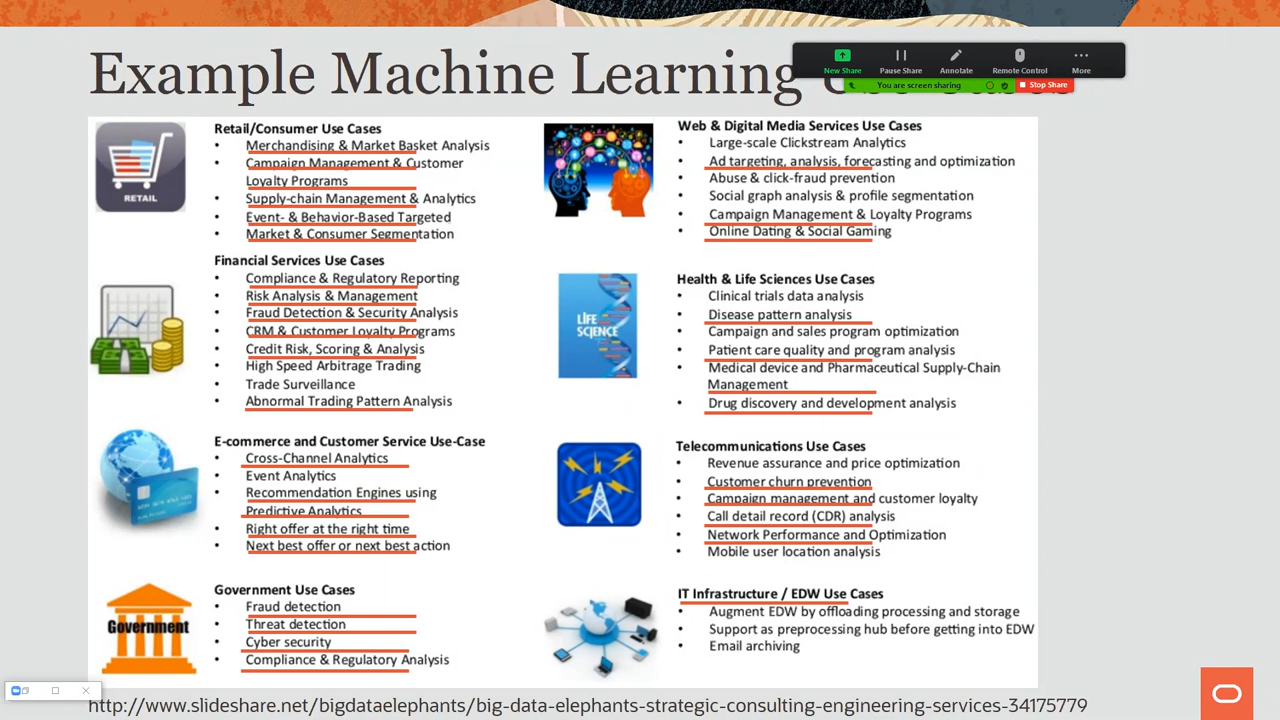 Example Machine Learning
New Share
Pause Share
Annotate
Remote Control
More
You are screen sharing
Stop Share
RETAIL
Retail/Consumer Use Cases
• Merchandising & Market Basket Analysis
• Campaign Management & Customer
Loyalty Programs
• Supply-chain Management & Analytics
• Event- & Behavior-Based Targeted
• Market & Consumer Segmentation
Financial Services Use Cases
• Compliance & Regulatory Reporting
• Risk Analysis & Management
• Fraud Detection & Security Analysis
• CRM & Customer Loyalty Programs
• Credit Risk, Scoring & Analysis
• High Speed Arbitrage Trading
• Trade Surveillance
• Abnormal Trading Pattern Analysis
E-commerce and Customer Service Use-Case
• Cross-Channel Analytics
• Event Analytics
• Recommendation Engines using
• Predictive Analytics
• Right offer at the right time
• Next best offer or next best action
Government
Government Use Cases
• Fraud detection
• Threat detection
• Cyber security
• Compliance & Regulatory Analysis
Web & Digital Media Services Use Cases
• Large-scale Clickstream Analytics
• Ad targeting, analysis, forecasting and optimization
• Abuse & click-fraud prevention
• Social graph analysis & profile segmentation
• Campaign Management & Loyalty Programs
• Online Dating & Social Gaming
LIFE
SCIENCE
Health & Life Sciences Use Cases
• Clinical trials data analysis
• Disease pattern analysis
• Campaign and sales program optimization
• Patient care quality and program analysis
• Medical device and Pharmaceutical Supply-Chain
Management
• Drug discovery and development analysis
Telecommunications Use Cases
• Revenue assurance and price optimization
• Customer churn prevention
• Campaign management and customer loyalty
• Call detail record (CDR) analysis
• Network Performance and Optimization
• Mobile user location analysis
IT Infrastructure / EDW Use Cases
• Augment EDW by offloading processing and storage
• Support as preprocessing hub before getting into EDW
• Email archiving
http://www.slideshare.net/bigdataelephants/big-data-elephants-strategic-consulting-engineering-services-34175779